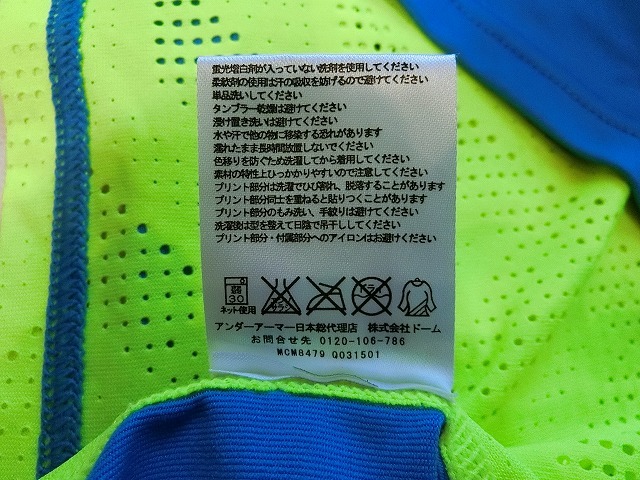 蛍光増白剤が入っていない洗剤を使用してください
柔軟剤の使用は汗の吸収を妨げるので避けてください
単品洗いしてください
タンブラー乾燥は避けてください
浸け置き洗いは避けてください
水や汗で他の物に移染する恐れがあります
濡れたまま長時間放置しないでください
色移りを防ぐため洗濯してから着用してください
素材の特性上ひっかかりやすいので注意してください
プリント部分は洗濯でひび割れ、脱落することがあります
プリント部分同士を重ねると貼りつくことがあります
プリント部分のもみ洗い、手絞りは避けてください
洗濯後は型を整えて日陰で吊干ししてください
プリント部分・付属部分へのアイロンはお避けください
弱 30 エンソサラシ ドライ
ネット使用
アンダーアーマー日本総代理店 株式会社ドーム
お問合せ先 0120-106-786
MCM8479 Q031501